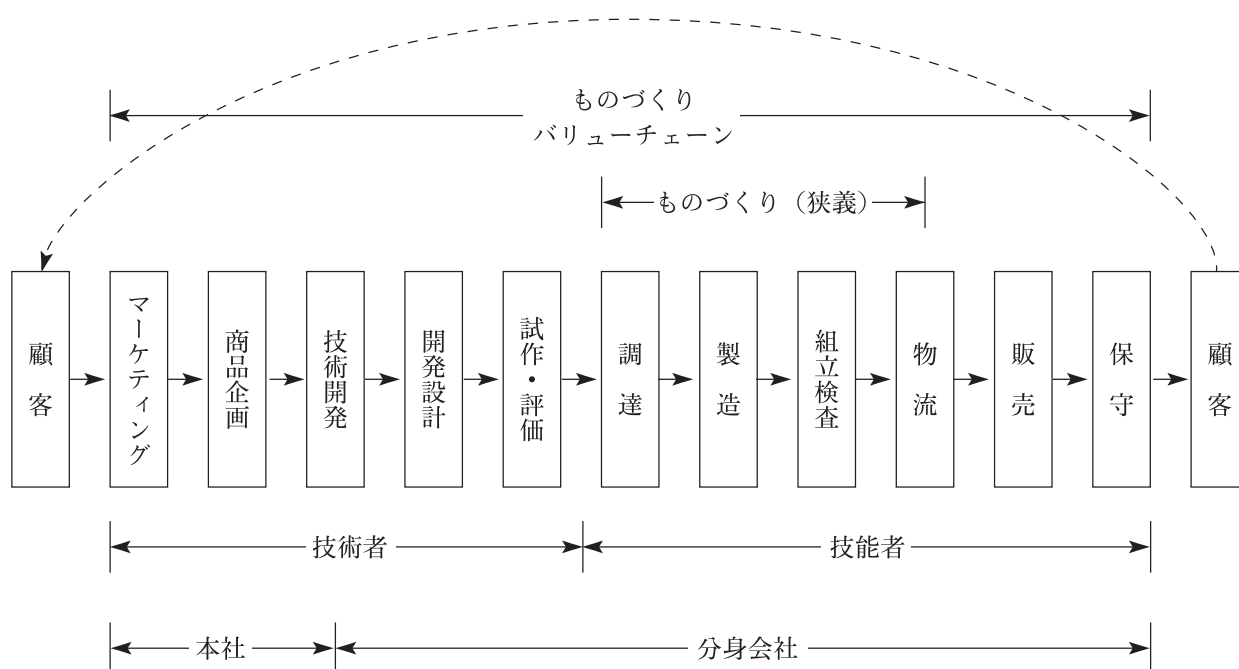 ものづくり
バリューチェーン
ものづくり（狭義）
顧客
マーケティング
商品企画
技術開発
開発設計
試作・評価
調達
製造
組立検査
物流
販売
保守
顧客
技術者
技能者
本社
分身会社